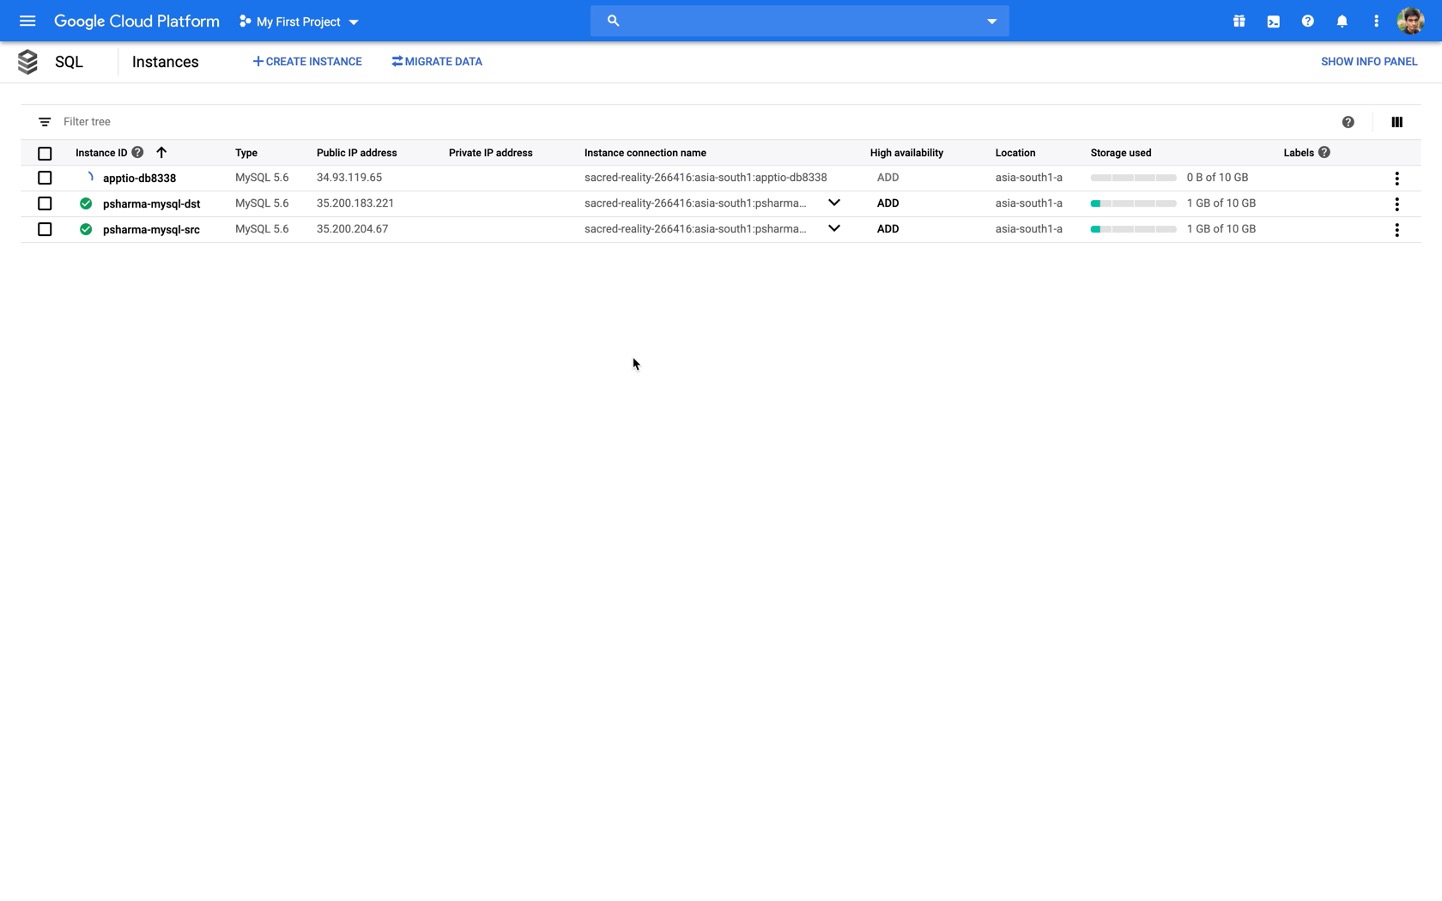 Google Cloud Platform My First Project
SQL Instances CREATE INSTANCE MIGRATE DATA SHOW INFO PANEL
Filter tree
Instance ID Type Public IP address Private IP address Instance connection name High availability Location Storage used Labels
apptio-db8338 MySQL 5.6 34.93.119.65 sacred-reality-266416:asia-south1:apptio-db8338 ADD asia-south1-a 0 B of 10 GB
psharma-mysql-dst MySQL 5.6 35.200.183.221 sacred-reality-266416:asia-south1:psharma... ADD asia-south1-a 1 GB of 10 GB
psharma-mysql-src MySQL 5.6 35.200.204.67 sacred-reality-266416:asia-south1:psharma... ADD asia-south1-a 1 GB of 10 GB